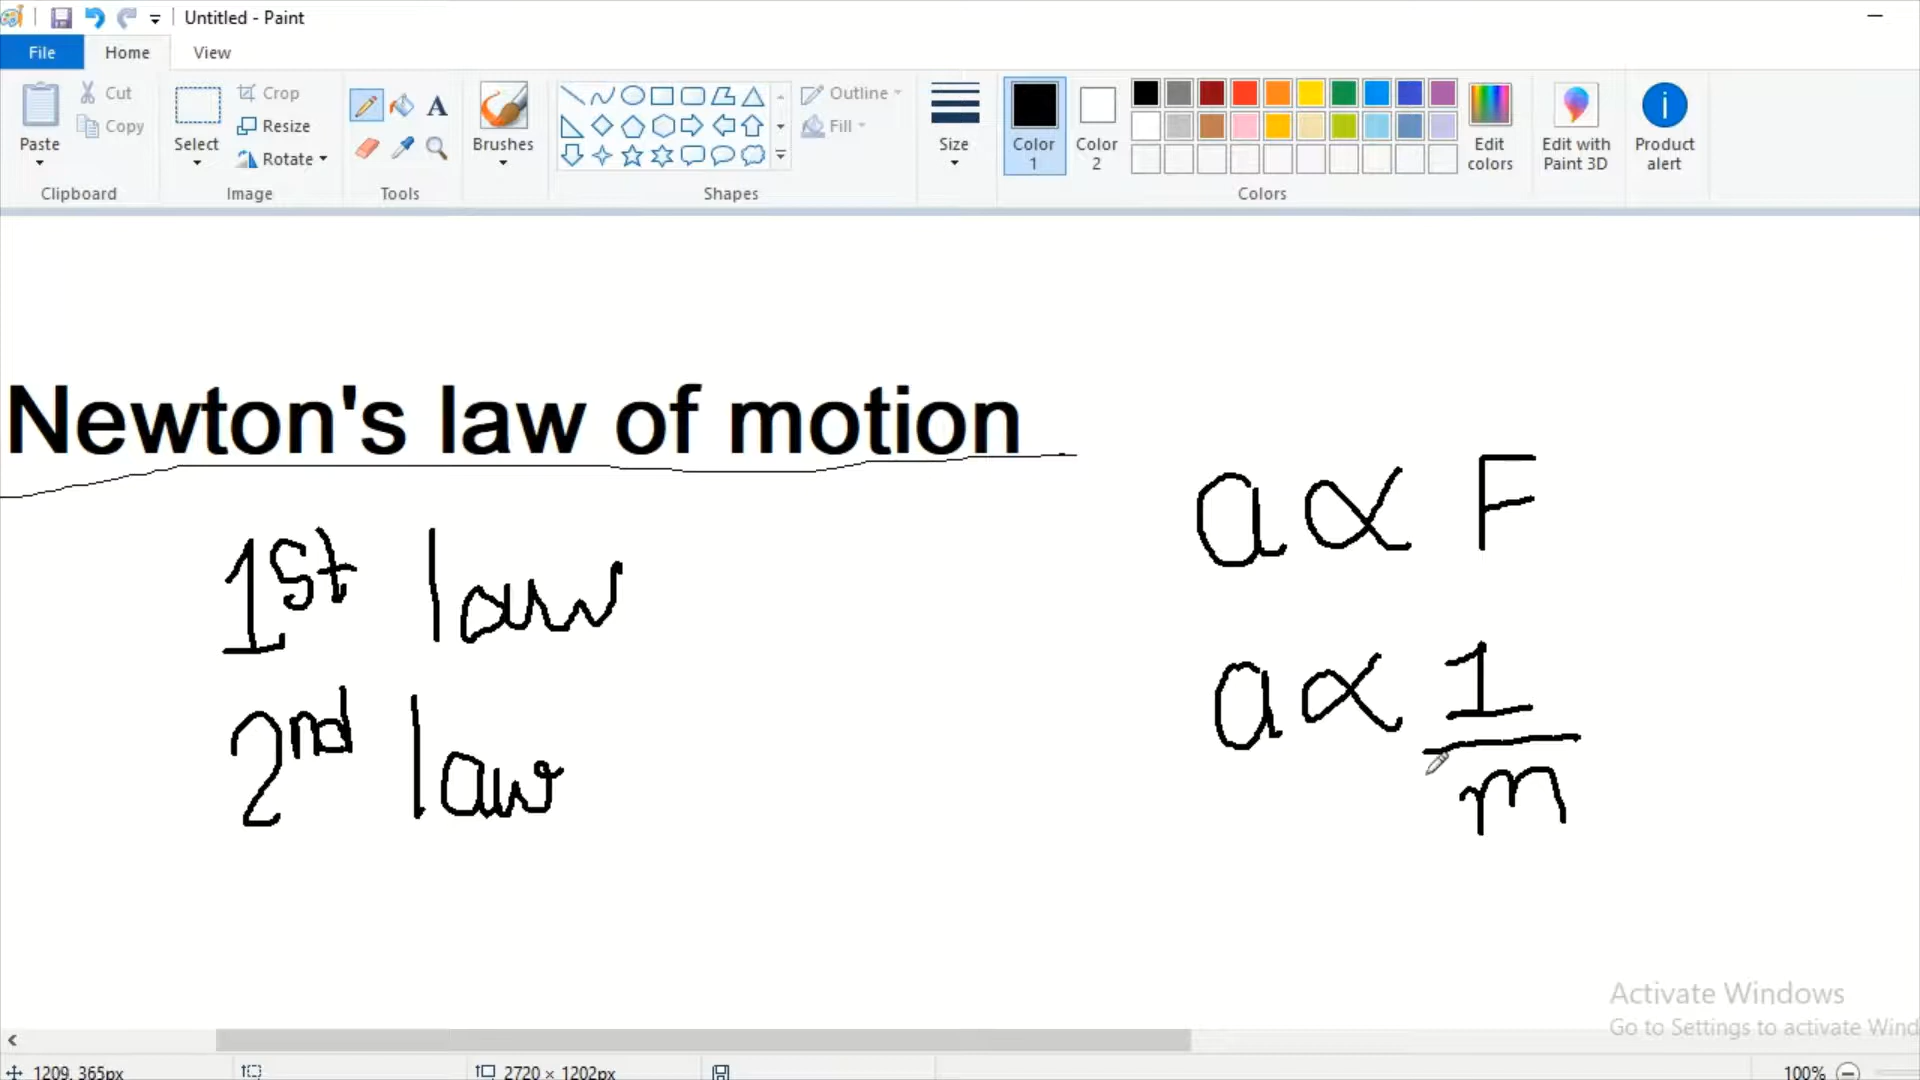 Untitled - Paint
File Home View
Paste Cut Copy Select Crop Resize Rotate Brushes Outline Fill Size Color 1 Color 2 Edit colors Edit with Paint 3D Product alert
Clipboard Image Tools Shapes Colors
Newton's law of motion
1st law
2nd law
a∝ F
a∝ 1/m
Activate Windows
Go to Settings to activate Wind
1209, 365px 2720 × 1202px 100%